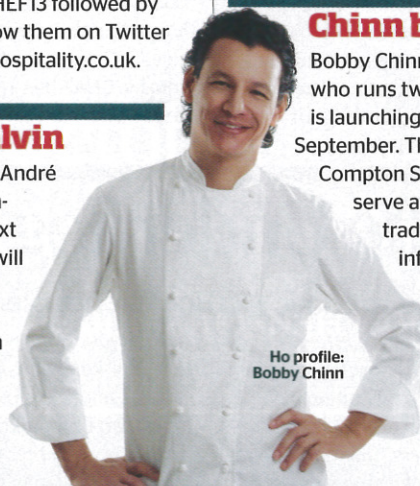 HEF13 followed by
ow them on Twitter
ospitality.co.uk.
lvin
André
xt
will
Chinn b
Bobby Chinn
who runs tw
is launching
September. Th
Compton S
serve a
trad
inf
Ho profile:
Bobby Chinn